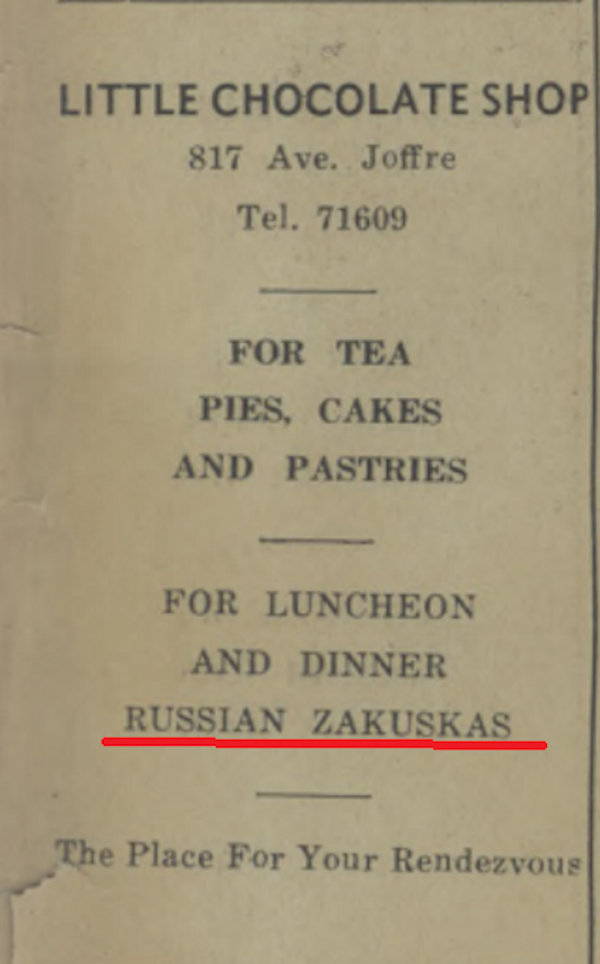 LITTLE CHOCOLATE SHOP
817 Ave. Joffre
Tel. 71609
FOR TEA
PIES, CAKES
AND PASTRIES
FOR LUNCHEON
AND DINNER
RUSSIAN ZAKUSKAS
The Place For Your Rendezvous